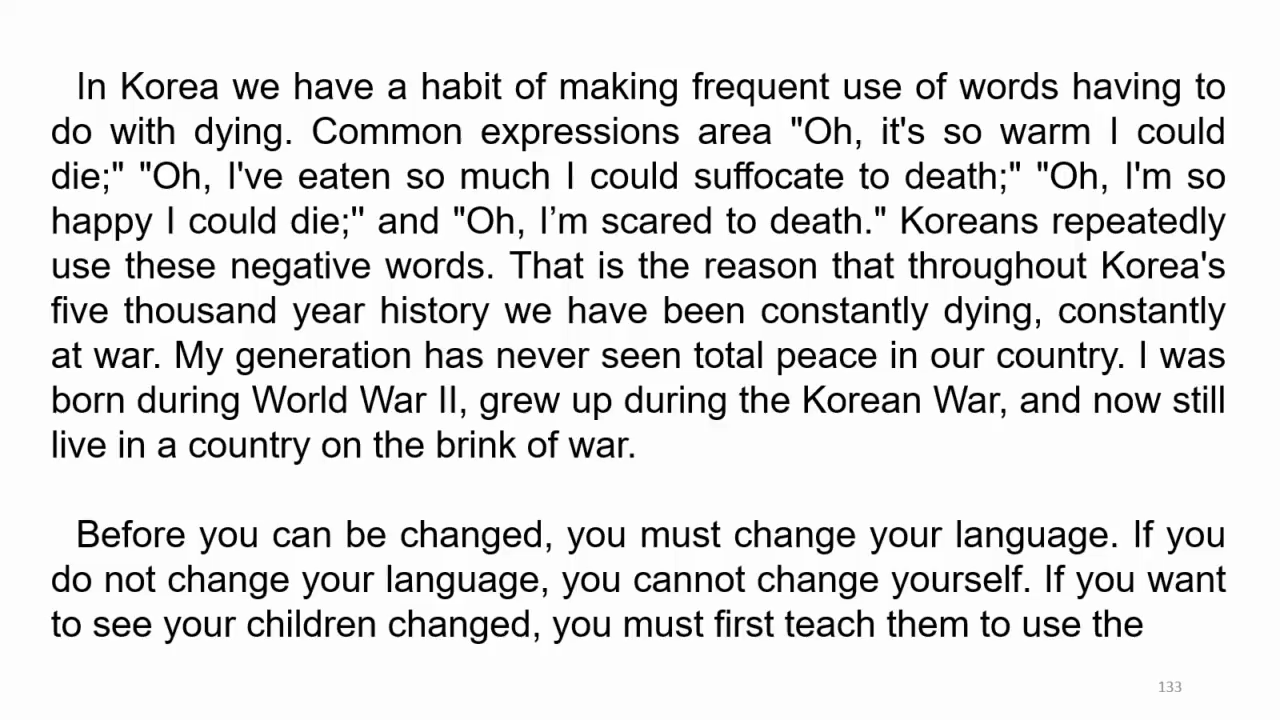 In Korea we have a habit of making frequent use of words having to
do with dying. Common expressions area "Oh, it's so warm I could
die;" "Oh, I've eaten so much I could suffocate to death;" "Oh, I'm so
happy I could die;" and "Oh, I’m scared to death." Koreans repeatedly
use these negative words. That is the reason that throughout Korea's
five thousand year history we have been constantly dying, constantly
at war. My generation has never seen total peace in our country. I was
born during World War II, grew up during the Korean War, and now still
live in a country on the brink of war.
Before you can be changed, you must change your language. If you
do not change your language, you cannot change yourself. If you want
to see your children changed, you must first teach them to use the
133